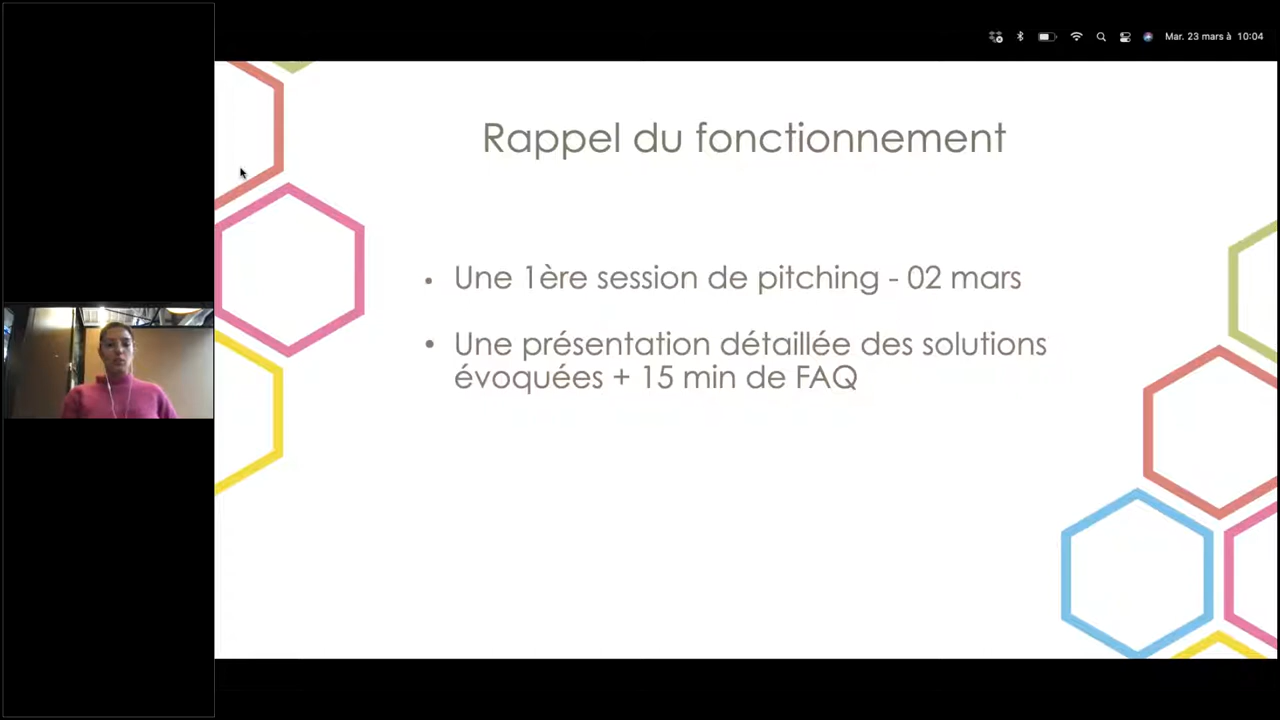 Mar. 23 mars à 10:04
Rappel du fonctionnement
• Une 1ère session de pitching - 02 mars
• Une présentation détaillée des solutions
évoquées + 15 min de FAQ